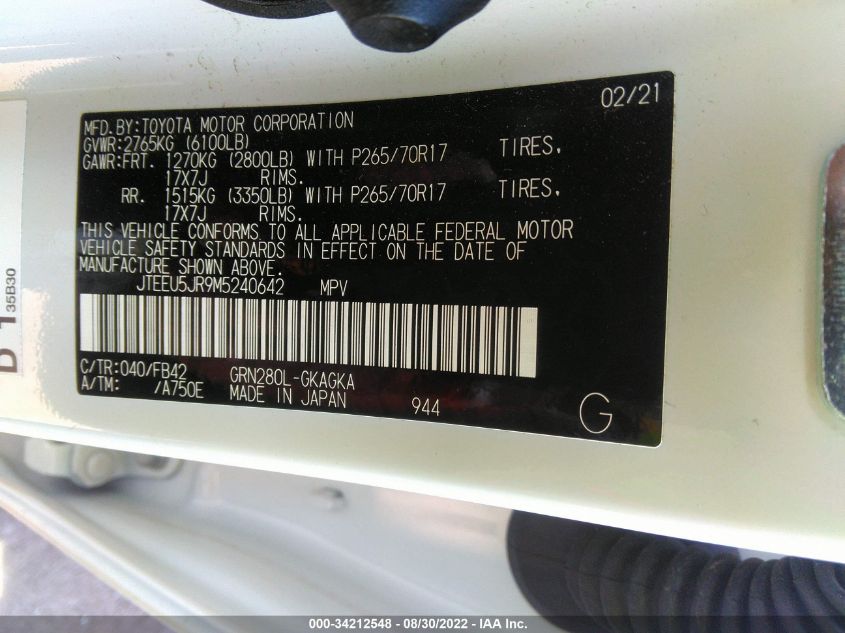 02/21
MFD.BY:TOYOTA MOTOR CORPORATION
GVWR:2765KG (6100LB)
GAWR:FRT. 1270KG (2800LB) WITH P265/70R17 TIRES,
17X7J RIMS.
RR. 1515KG (3350LB) WITH P265/70R17 TIRES,
17X7J RIMS.
THIS VEHICLE CONFORMS TO ALL APPLICABLE FEDERAL MOTOR
VEHICLE SAFETY STANDARDS IN EFFECT ON THE DATE OF
MANUFACTURE SHOWN ABOVE.
JTEEU5JR9M5240642 MPV
C/TR:040/FB42 GRN280L-GKAGKA
A/TM: /A750E MADE IN JAPAN 944
G
35B30
000-34212548 - 08/30/2022 - IAA Inc.